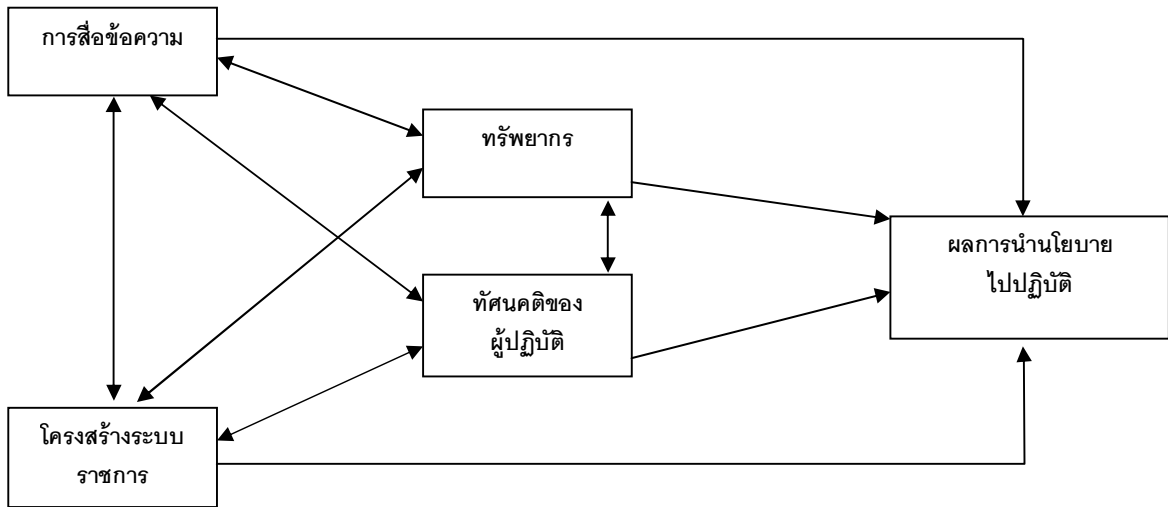 การสื่อข้อความ
ทรัพยากร
ผลการนำนโยบาย
ไปปฏิบัติ
ทัศนคติของ
ผู้ปฏิบัติ
โครงสร้างระบบ
ราชการ